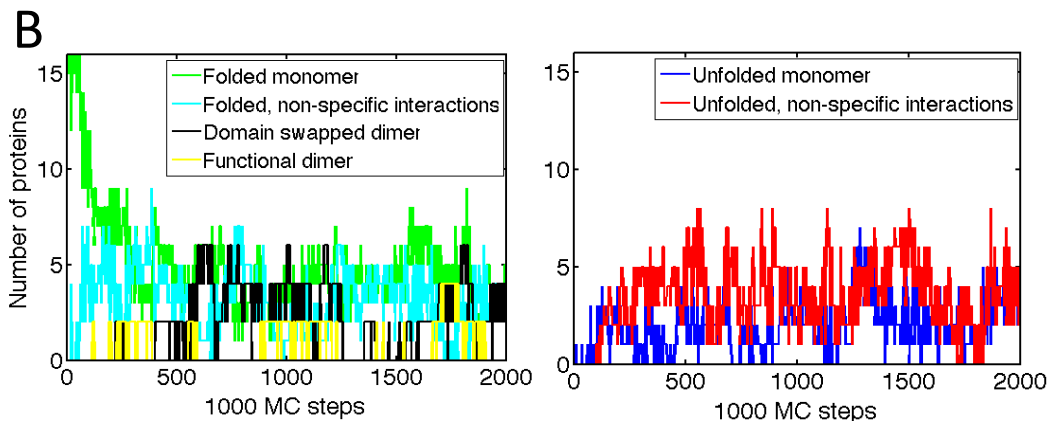 B
15
10
5
0
Number of proteins
Folded monomer
Folded, non-specific interactions
Domain swapped dimer
Functional dimer
0 500 1000 1500 2000
1000 MC steps
15
10
5
0
Unfolded monomer
Unfolded, non-specific interactions
0 500 1000 1500 2000
1000 MC steps